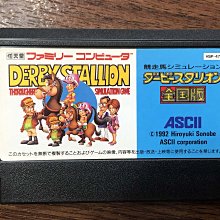 任天堂 ファミリー コンピュータ
DERBY STALLION
THOROUGHBRED SIMULATION GAME
競走馬シミュレーション
ダービースタリオン
全国版
ASCII
©1992 Hiroyuki Sonobe
ASCII corporation